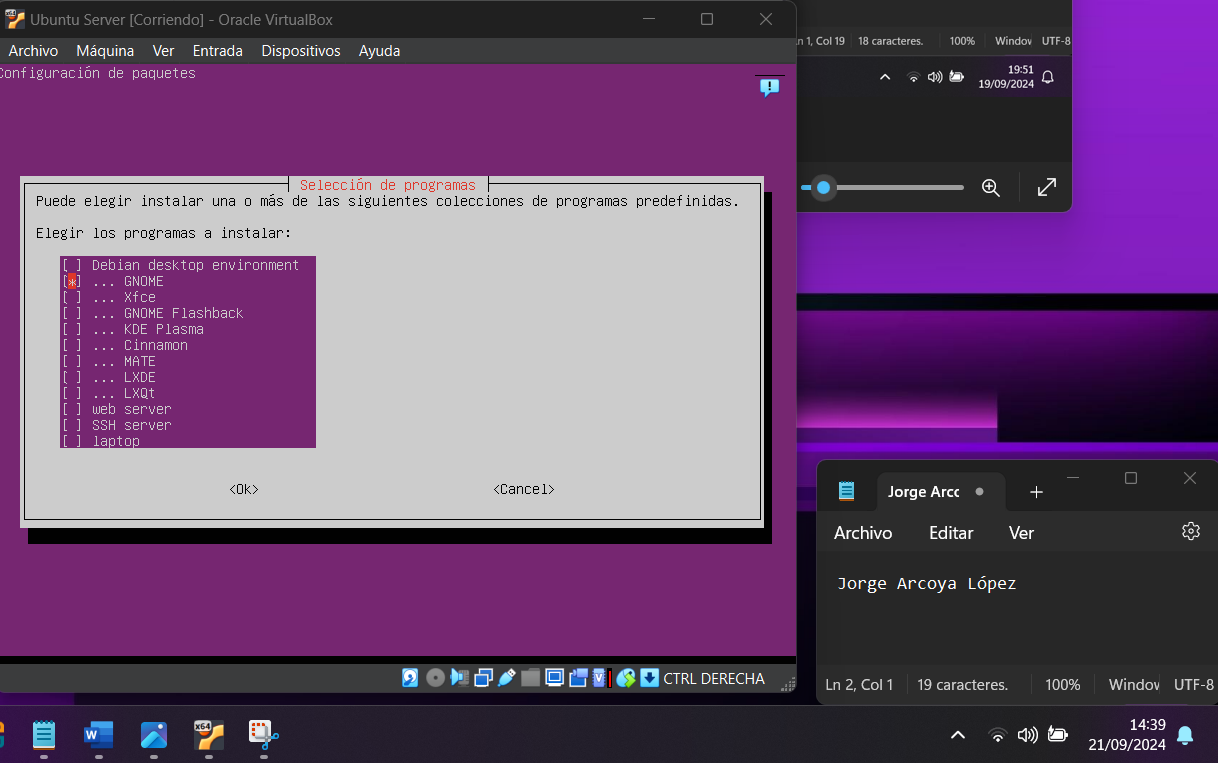 Ubuntu Server [Corriendo] - Oracle VirtualBox
Archivo Máquina Ver Entrada Dispositivos Ayuda
Configuración de paquetes
Selección de programas
Puede elegir instalar una o más de las siguientes colecciones de programas predefinidas.
Elegir los programas a instalar:
[ ] Debian desktop environment
[*] ... GNOME
[ ] ... Xfce
[ ] ... GNOME Flashback
[ ] ... KDE Plasma
[ ] ... Cinnamon
[ ] ... MATE
[ ] ... LXDE
[ ] ... LXQt
[ ] web server
[ ] SSH server
[ ] laptop
<Ok> <Cancel>
CTRL DERECHA
n 1, Col 19 18 caracteres. 100% Window UTF-8
19:51
19/09/2024
Jorge Arcc
Archivo Editar Ver
Jorge Arcoya López
Ln 2, Col 1 19 caracteres. 100% Window UTF-8
x64 W x64
14:39
21/09/2024